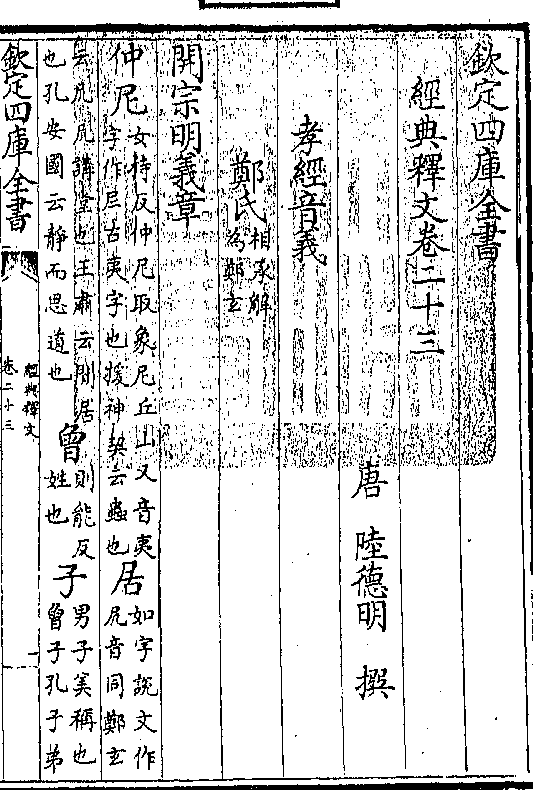 欽定四庫全書
經典釋文卷二十三
唐 陸德明 撰
孝經音義
鄭氏相承解
為鄭玄
開宗明義章
仲尼女持反仲尼取象尼丘山又音夷
字作𡰥古夷字也援神契云蟲也
居如字說文作
凥音同鄭玄
云凥凥講堂也王肅云閒居
也孔安國云靜而思道也
曾則能反
姓也
子男子美稱也
曾子孔子弟
欽定四庫全書
經典釋文
卷二十三
一